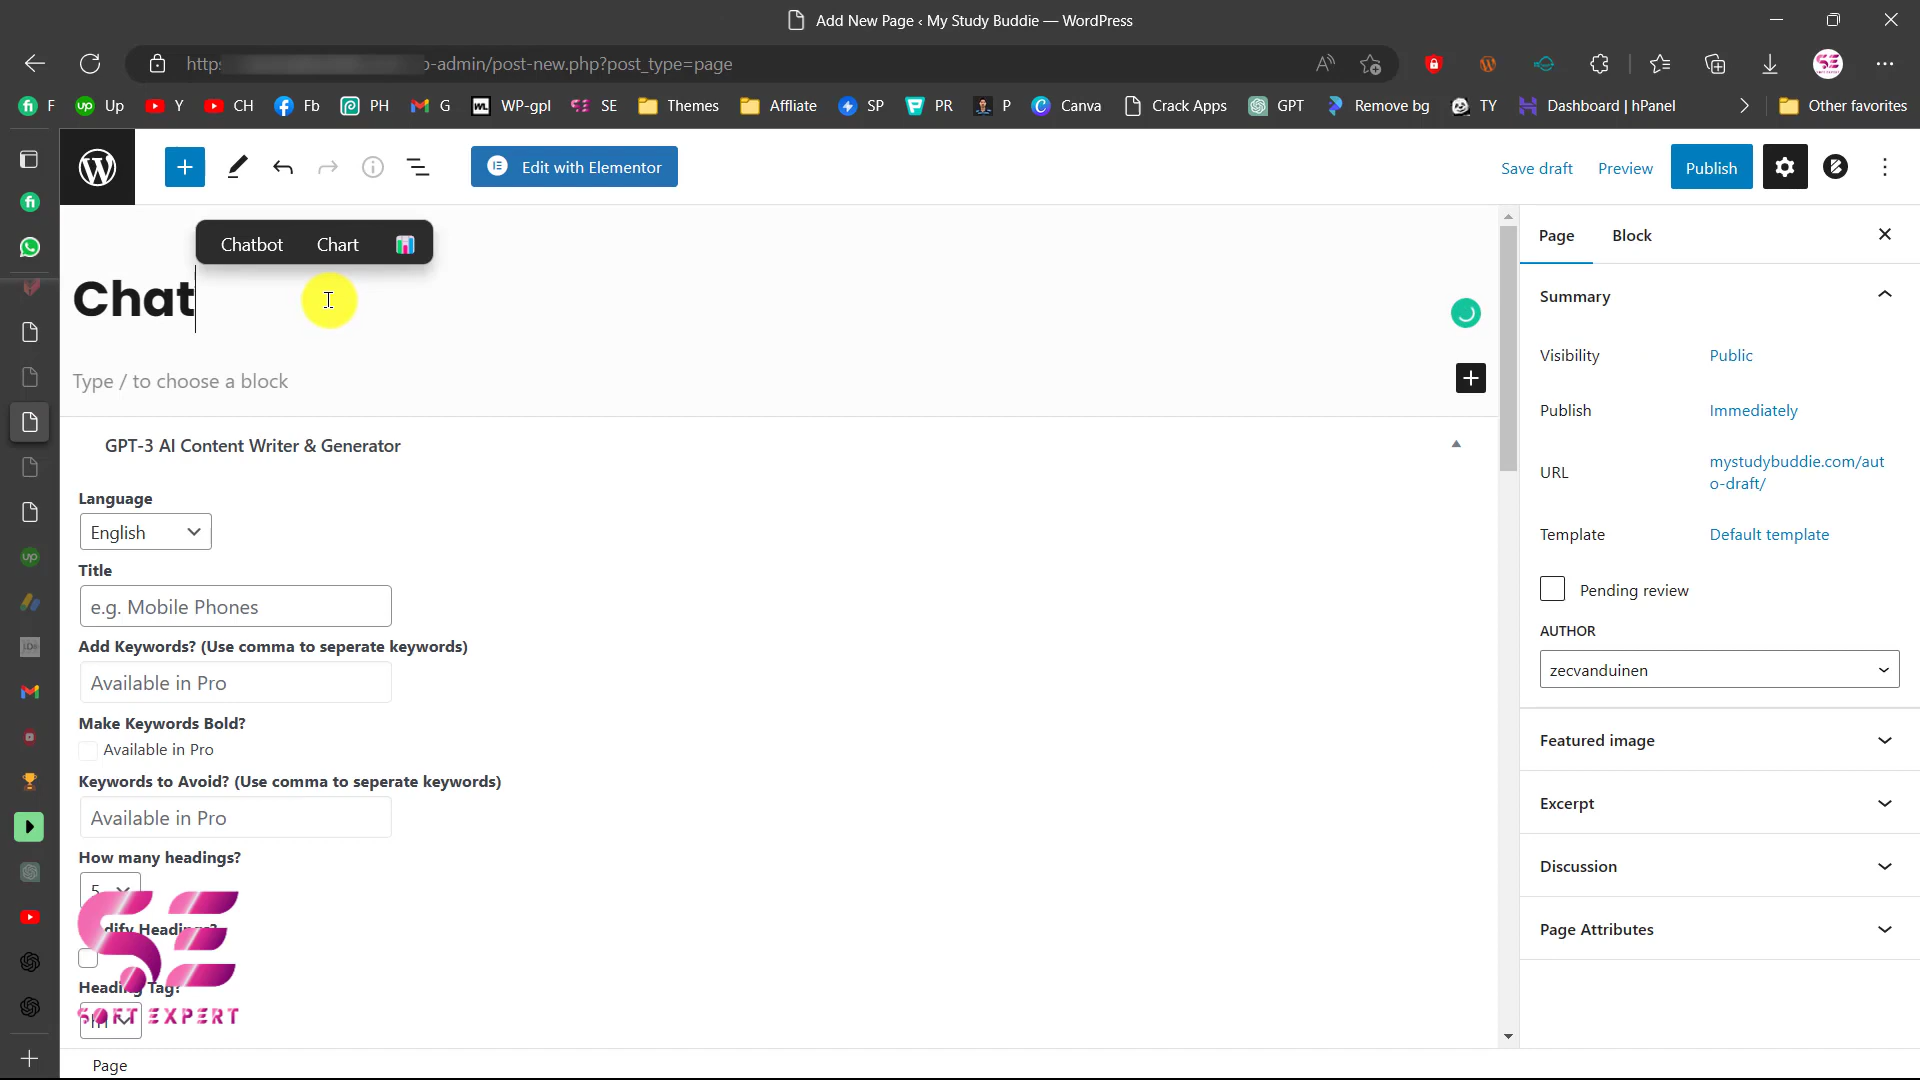 Add New Page ‹ My Study Buddie — WordPress
http
-admin/post-new.php?post_type=page
F
Up
Y
CH
Fb
PH
G
WP-gpl
SE
Themes
Affliate
SP
PR
P
Canva
Crack Apps
GPT
Remove bg
TY
Dashboard | hPanel
Other favorites
Edit with Elementor
Save draft
Preview
Publish
Chatbot
Chart
Chat
Type / to choose a block
GPT-3 AI Content Writer & Generator
Language
English
Title
e.g. Mobile Phones
Add Keywords? (Use comma to seperate keywords)
Available in Pro
Make Keywords Bold?
Available in Pro
Keywords to Avoid? (Use comma to seperate keywords)
Available in Pro
How many headings?
5
Heading Tag?
SE
SOFT EXPERT
Page
Page
Block
Summary
Visibility
Public
Publish
Immediately
URL
mystudybuddie.com/aut
o-draft/
Template
Default template
Pending review
AUTHOR
zecvanduinen
Featured image
Excerpt
Discussion
Page Attributes